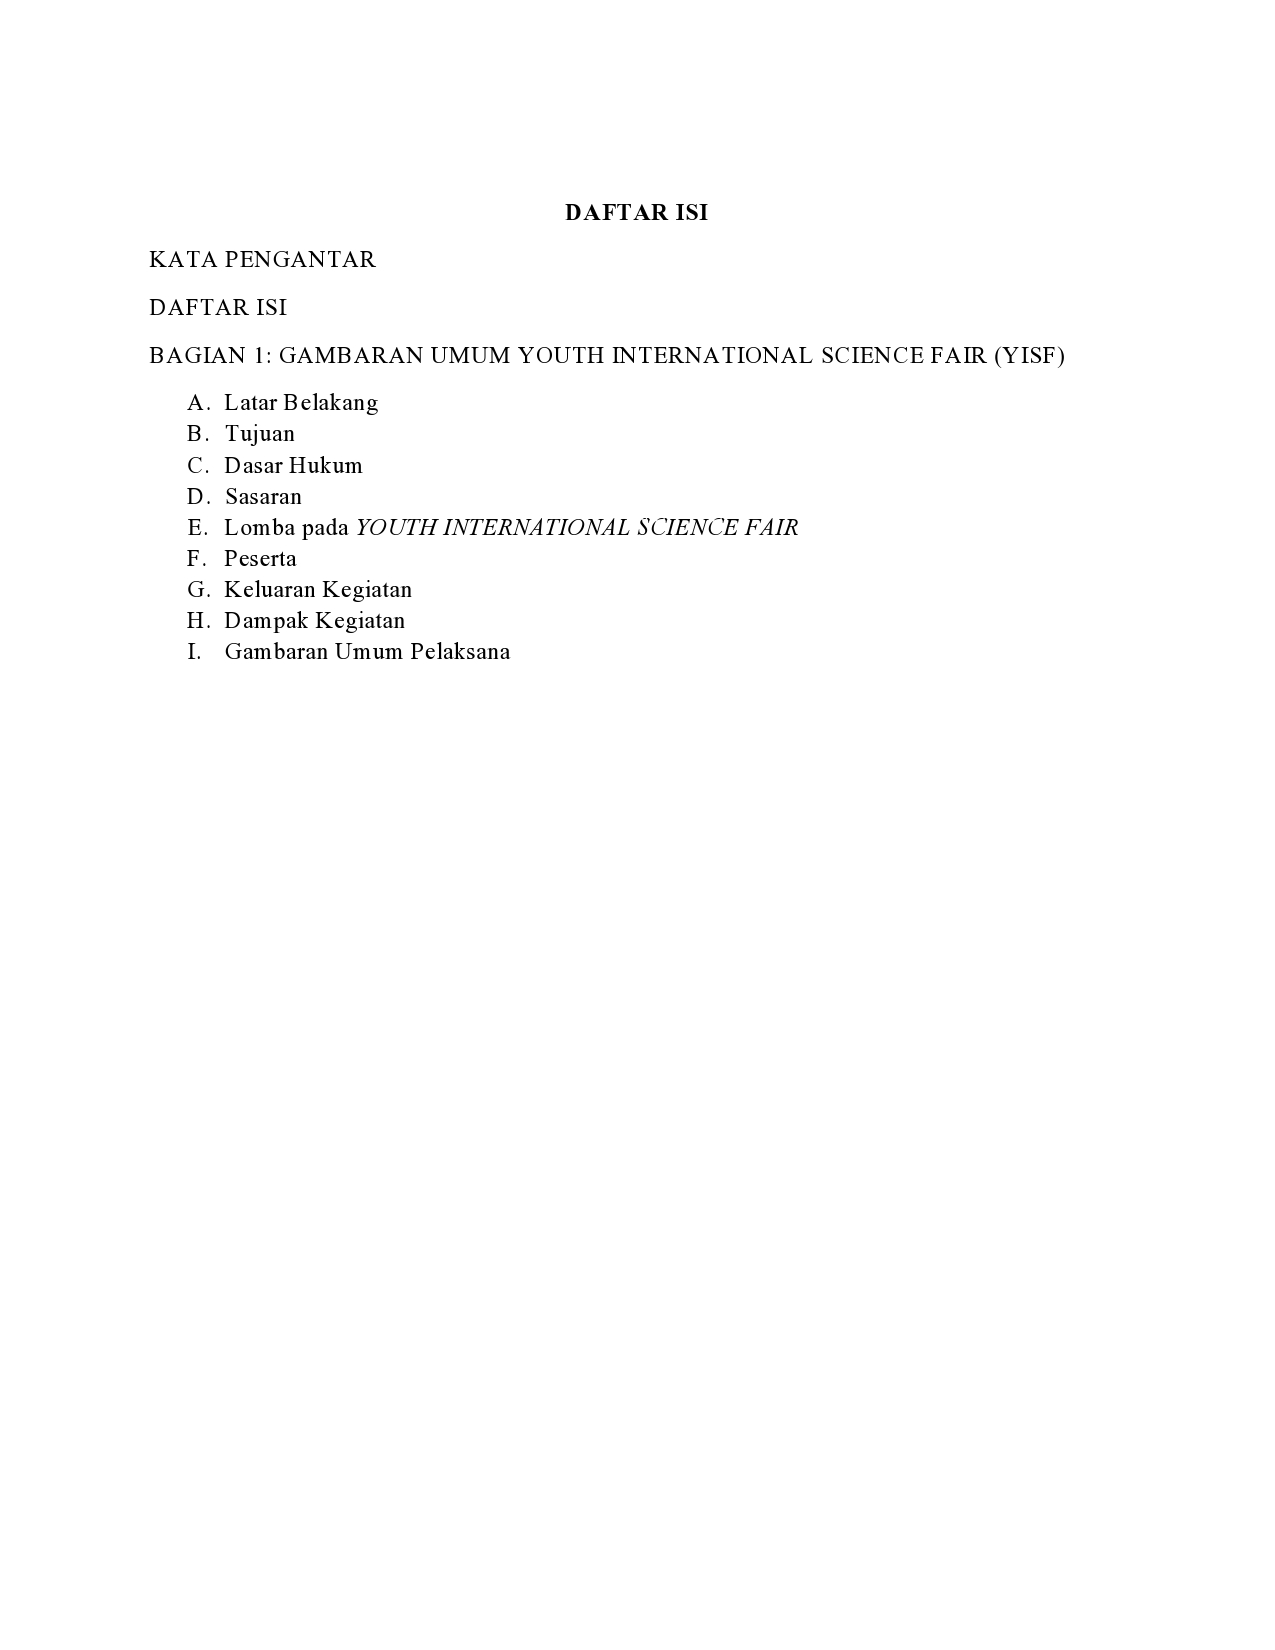 DAFTAR ISI
KATA PENGANTAR
DAFTAR ISI
BAGIAN 1: GAMBARAN UMUM YOUTH INTERNATIONAL SCIENCE FAIR (YISF)
A. Latar Belakang
B. Tujuan
C. Dasar Hukum
D. Sasaran
E. Lomba pada YOUTH INTERNATIONAL SCIENCE FAIR
F. Peserta
G. Keluaran Kegiatan
H. Dampak Kegiatan
I. Gambaran Umum Pelaksana